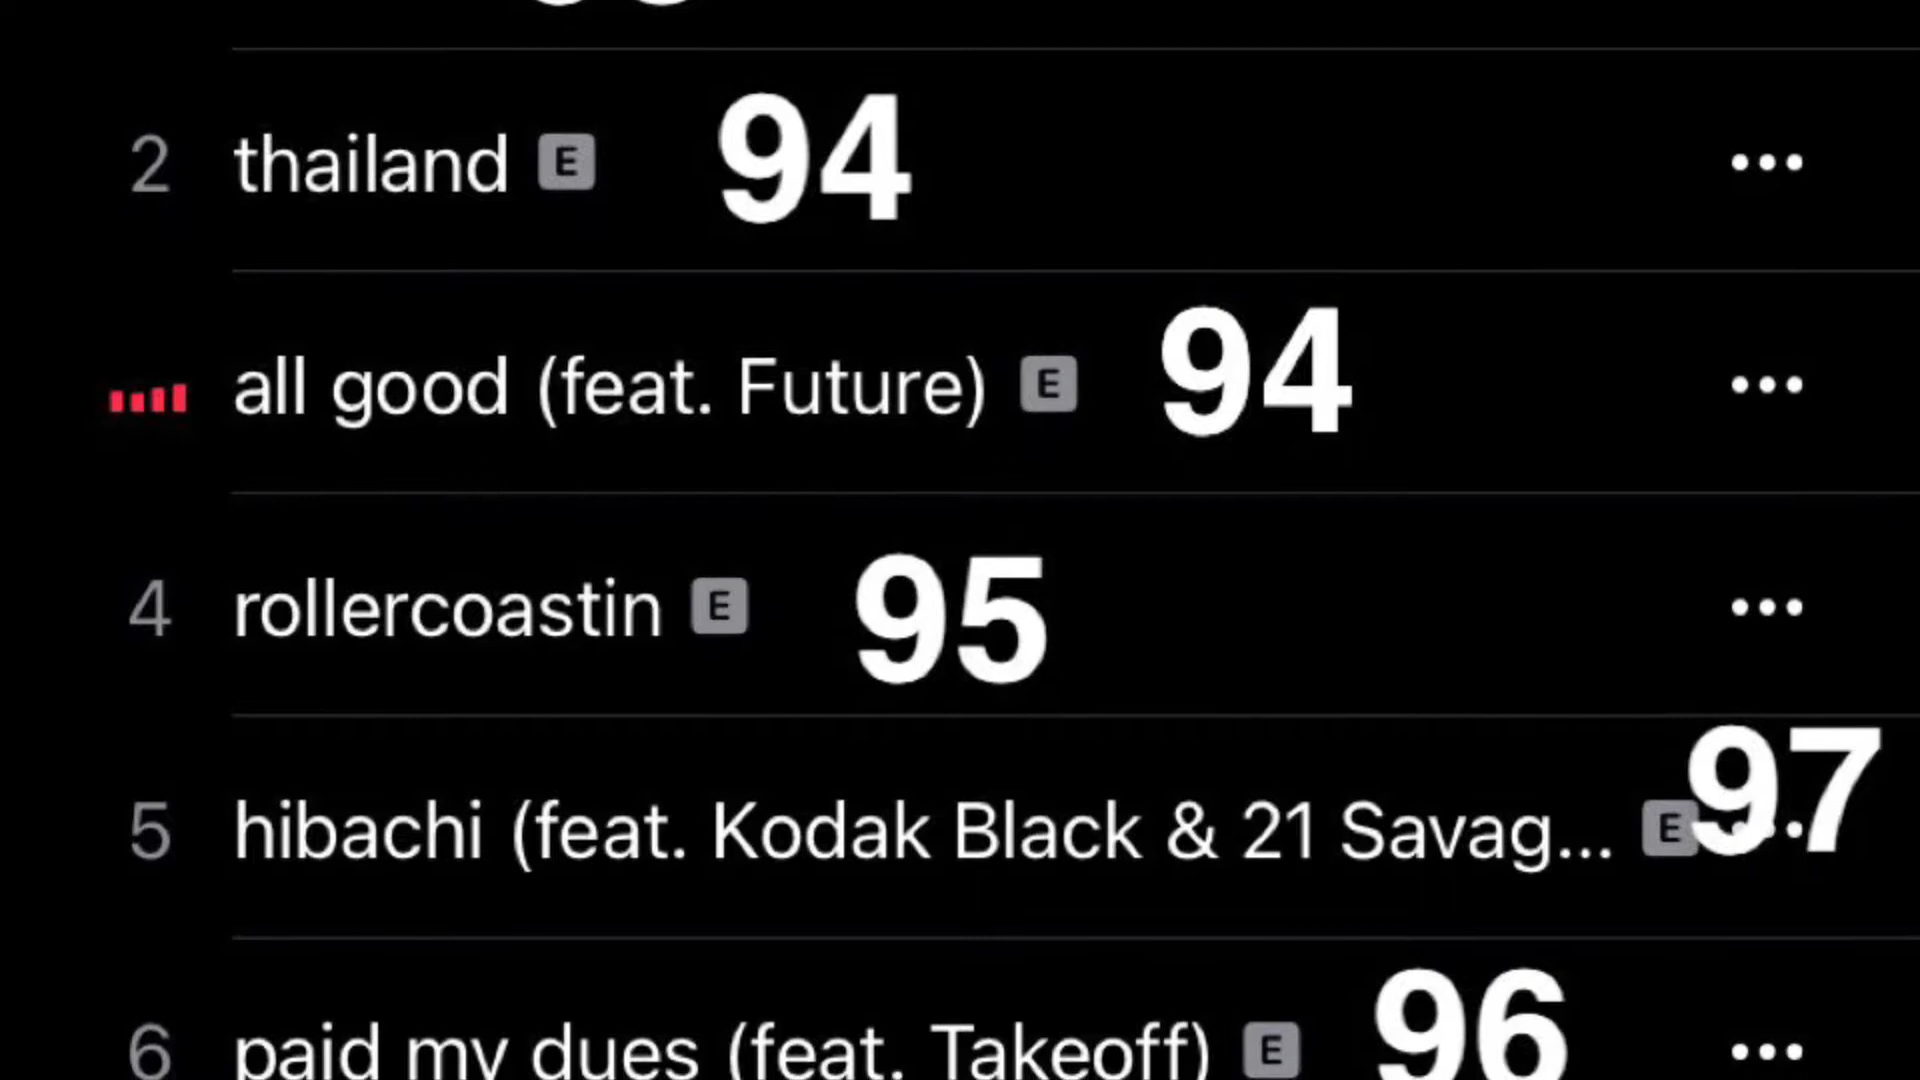 2 thailand E 94
all good (feat. Future) E 94
4 rollercoastin E 95
5 hibachi (feat. Kodak Black & 21 Savag... E 97
6 paid my dues (feat. Takeoff) E 96